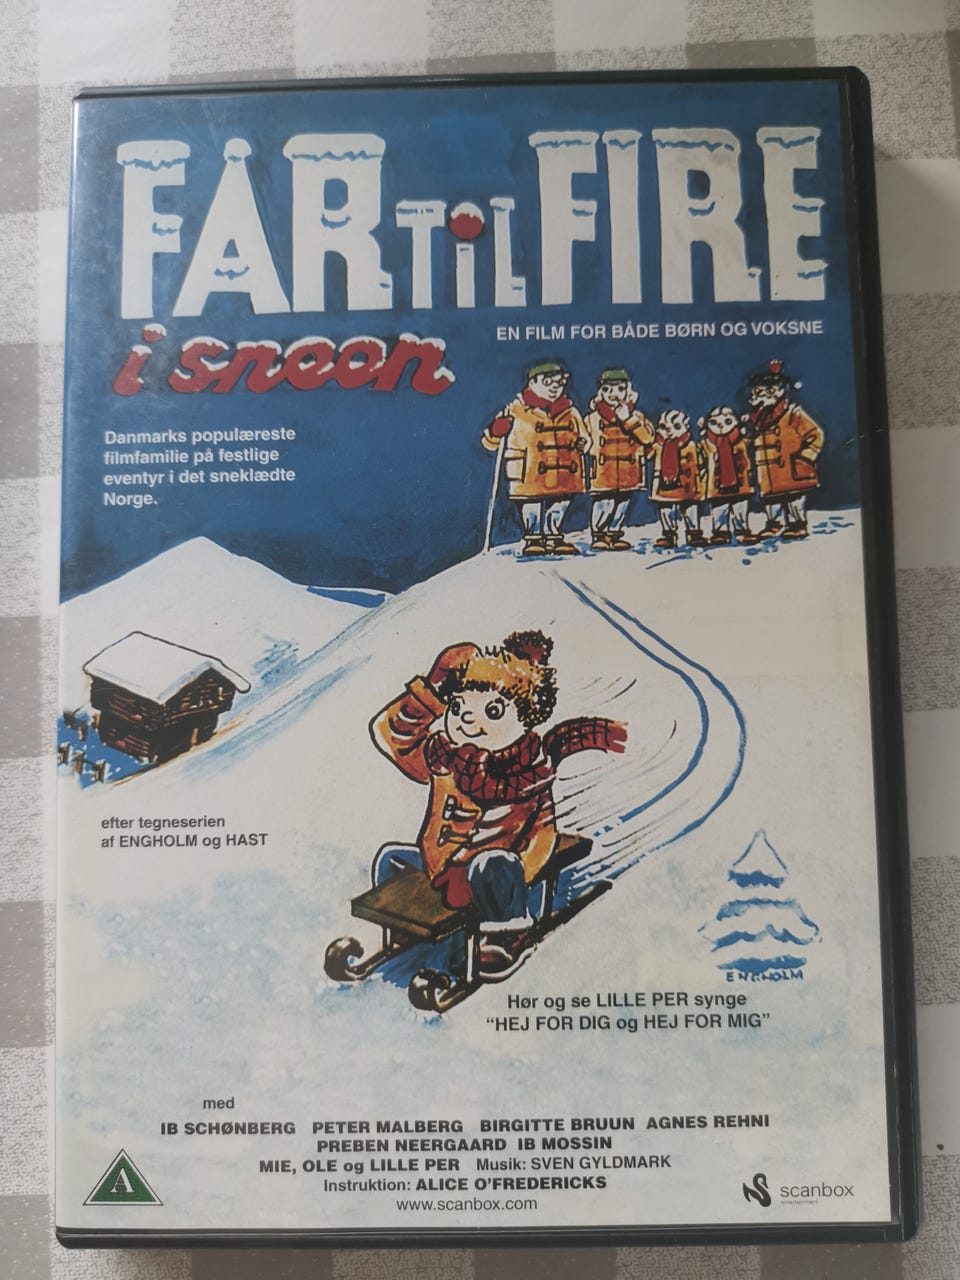 FAR TiL FIRE
i sneen
EN FILM FOR BÅDE BØRN OG VOKSNE
Danmarks populæreste
filmfamilie på festlige
eventyr i det sneklædte
Norge.
efter tegneserien
af ENGHOLM og HAST
ENGHOLM
Hør og se LILLE PER synge
"HEJ FOR DIG og HEJ FOR MIG"
med
IB SCHØNBERG PETER MALBERG BIRGITTE BRUUN AGNES REHNI
PREBEN NEERGAARD IB MOSSIN
MIE, OLE og LILLE PER Musik: SVEN GYLDMARK
Instruktion: ALICE O'FREDERICKS
www.scanbox.com
A
scanbox
entertainment